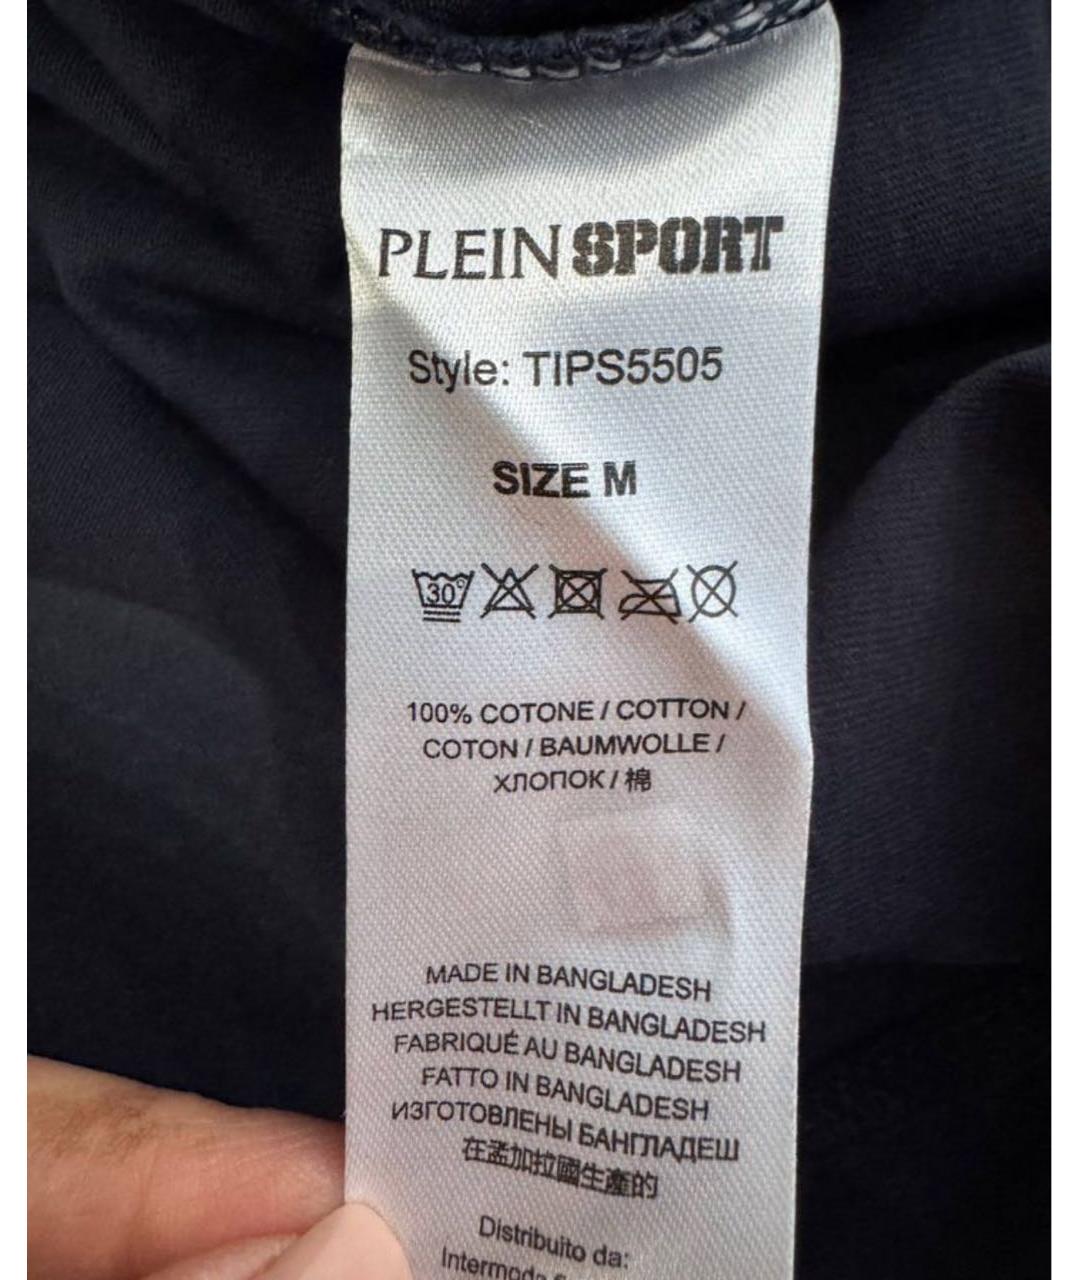 PLEIN SPORT
Style: TIPS5505
SIZE M
30°
100% COTONE / COTTON /
COTON / BAUMWOLLE /
ХЛОПОК / 棉
MADE IN BANGLADESH
HERGESTELLT IN BANGLADESH
FABRIQUÉ AU BANGLADESH
FATTO IN BANGLADESH
ИЗГОТОВЛЕНЫ БАНГЛАДЕШ
在孟加拉國生產的
Distribuito da: